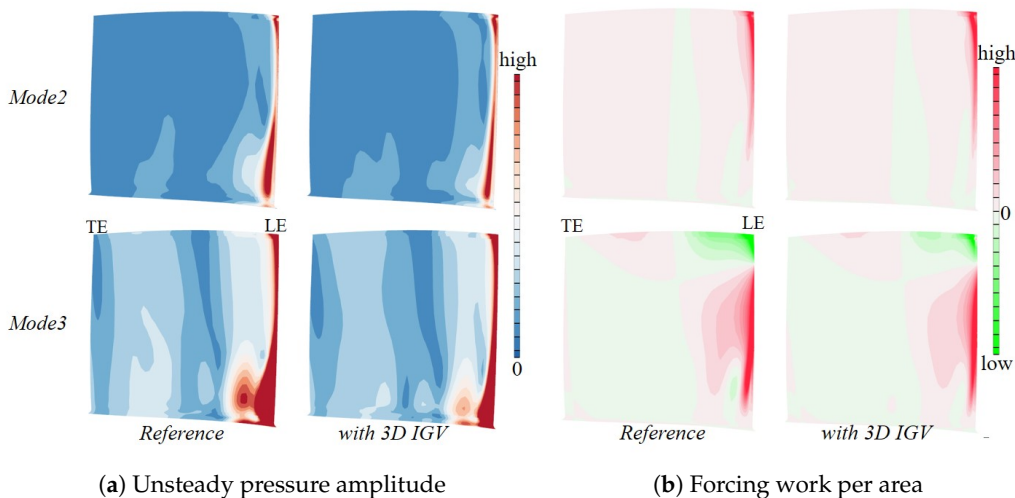 high
high
Mode2
0
TE
LE
TE
LE
Mode3
0
low
Reference
with 3D IGV
Reference
with 3D IGV
(a) Unsteady pressure amplitude
(b) Forcing work per area